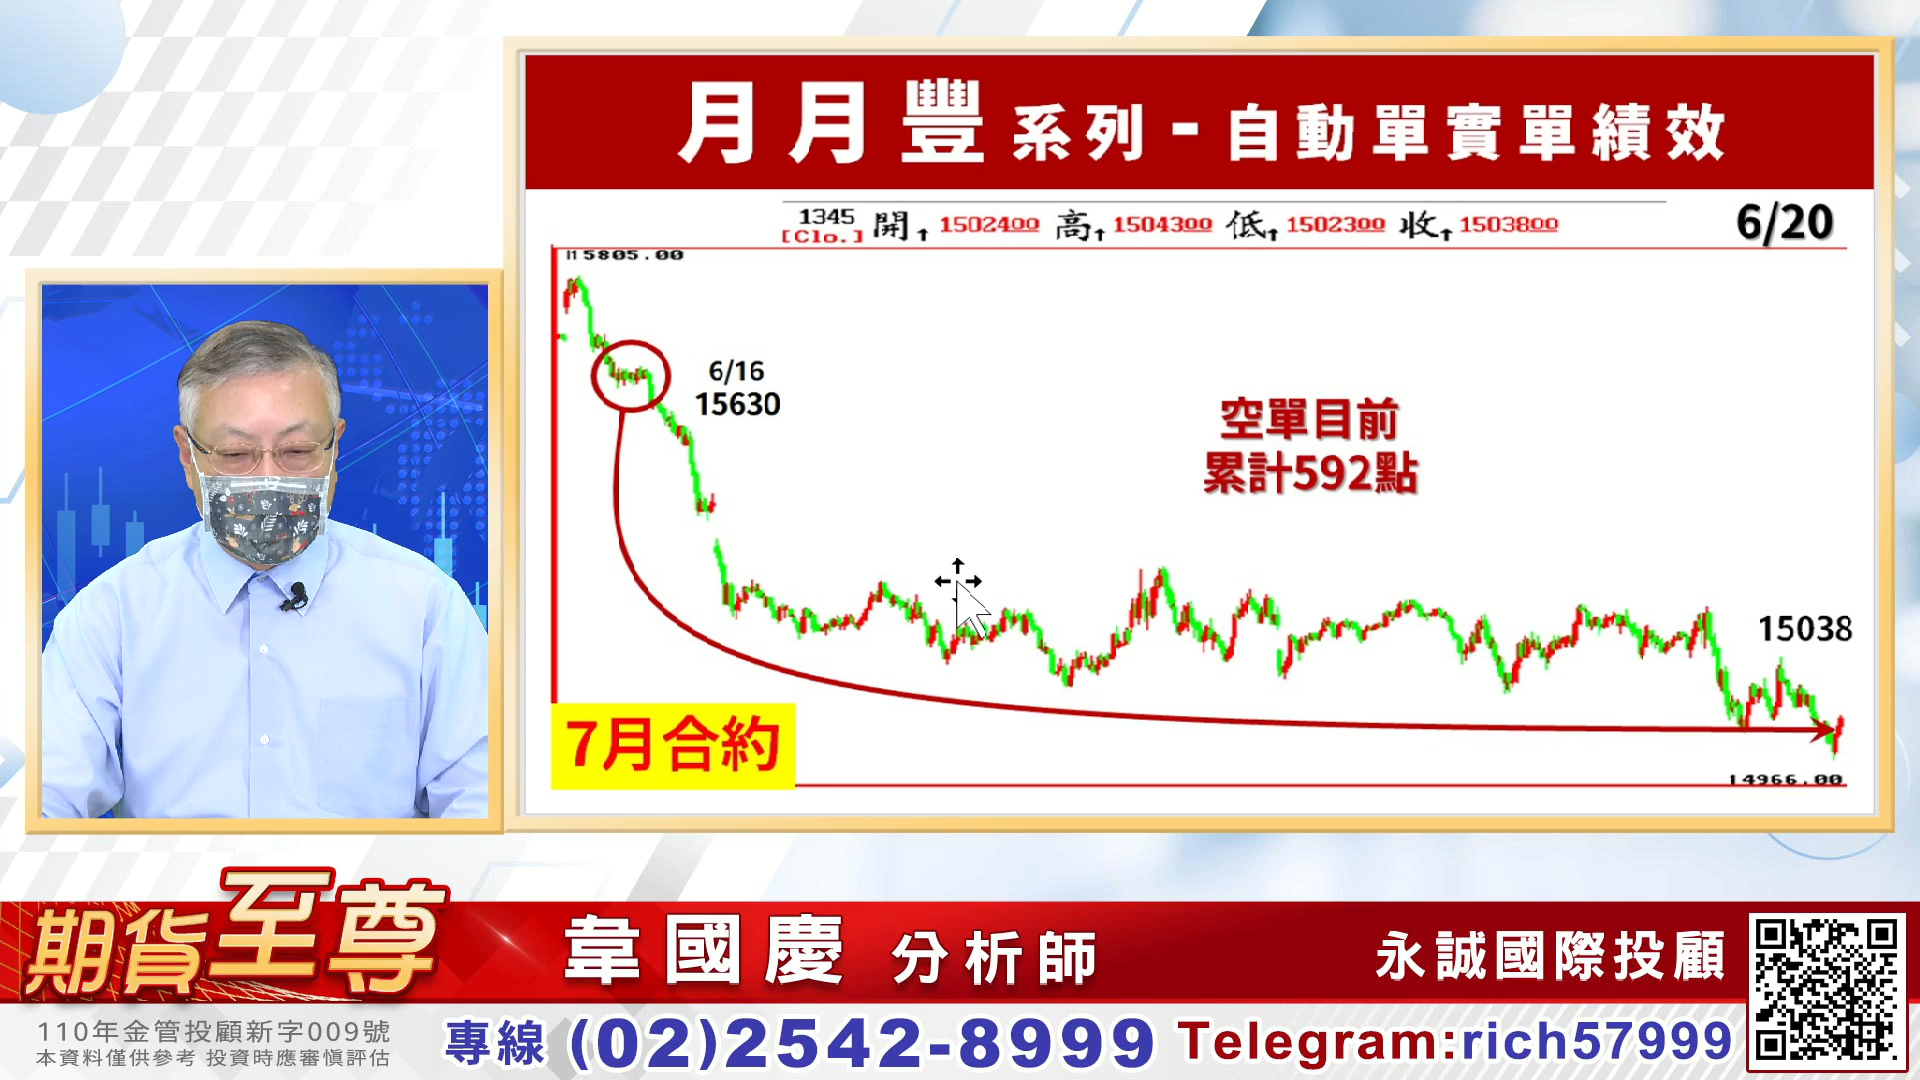 月月豐系列-自動單實單績效
1345 開↑1502400 高↑1504300 低↑1502300 收↑1503800
[Clo.]
6/20
15805.00
6/16
15630
空單目前
累計592點
15038
7月合約
14966.00
期貨至尊
韋國慶 分析師
永誠國際投顧
110年金管投顧新字009號
本資料僅供參考 投資時應審慎評估
專線 (02)2542-8999 Telegram:rich57999